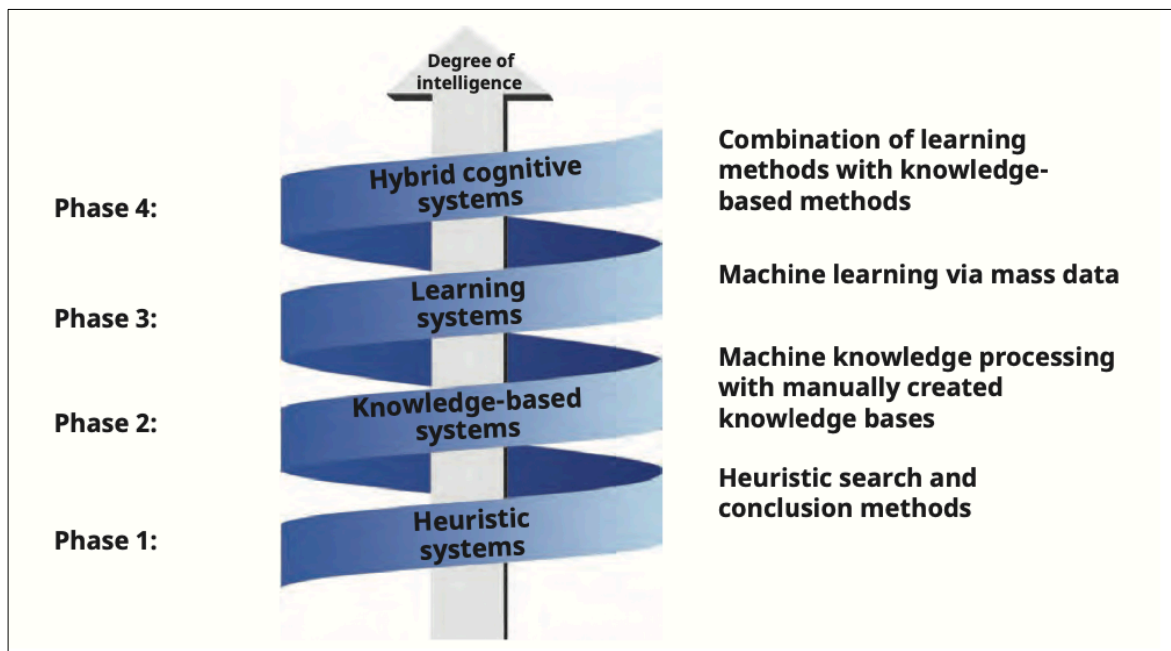 Degree of
intelligence
Phase 4:
Hybrid cognitive
systems
Combination of learning
methods with knowledge-
based methods
Phase 3:
Learning
systems
Machine learning via mass data
Phase 2:
Knowledge-based
systems
Machine knowledge processing
with manually created
knowledge bases
Phase 1:
Heuristic
systems
Heuristic search and
conclusion methods